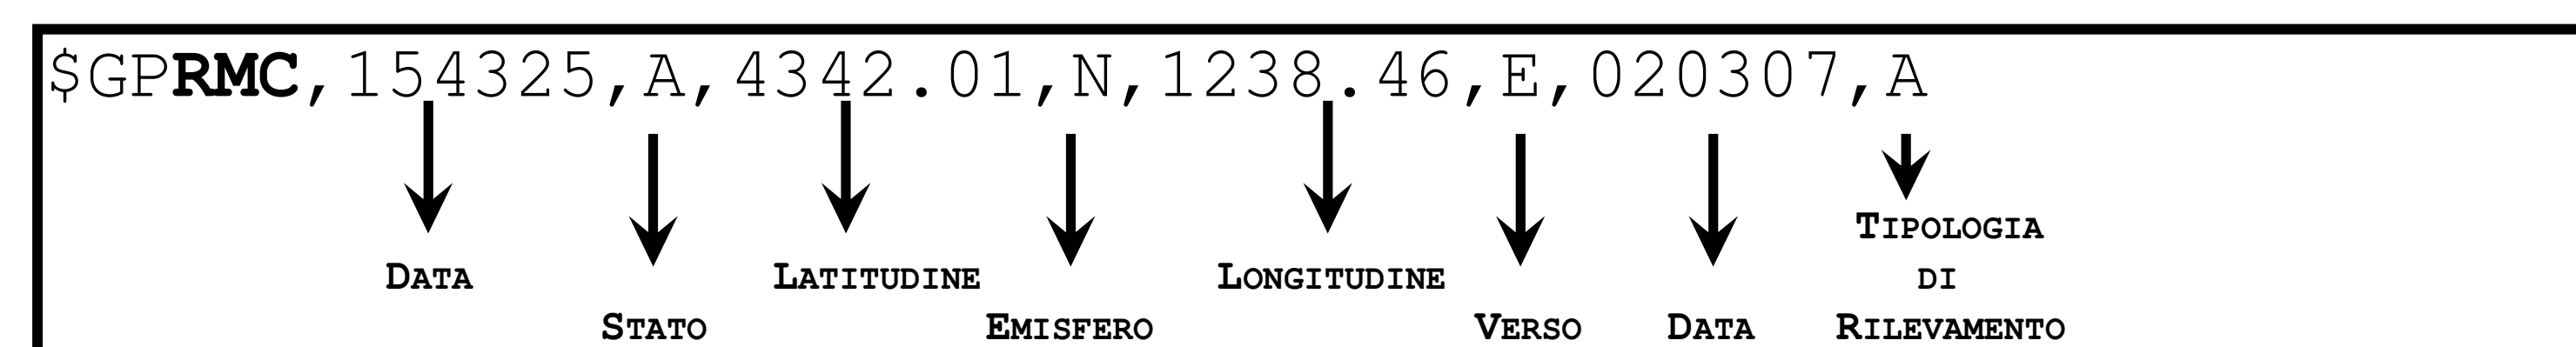 $GPRMC,154325,A,4342.01,N,1238.46,E,020307,A
TIPOLOGIA
DATA LATITUDINE LONGITUDINE DI
STATO EMISFERO VERSO DATA RILEVAMENTO